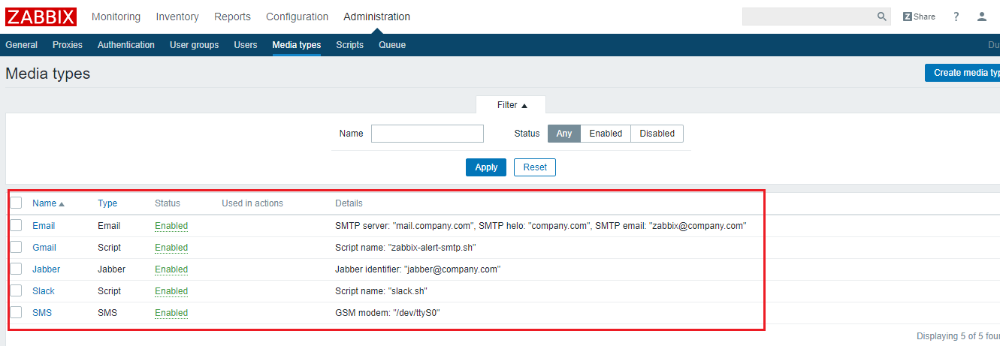 ZABBIX Monitoring Inventory Reports Configuration Administration Z Share ?
General Proxies Authentication User groups Users Media types Scripts Queue Du
Media types Create media typ
Filter
Name Status Any Enabled Disabled
Apply Reset
Name Type Status Used in actions Details
Email Email Enabled SMTP server: "mail.company.com", SMTP helo: "company.com", SMTP email: "zabbix@company.com"
Gmail Script Enabled Script name: "zabbix-alert-smtp.sh"
Jabber Jabber Enabled Jabber identifier: "jabber@company.com"
Slack Script Enabled Script name: "slack.sh"
SMS SMS Enabled GSM modem: "/dev/ttyS0"
Displaying 5 of 5 foun